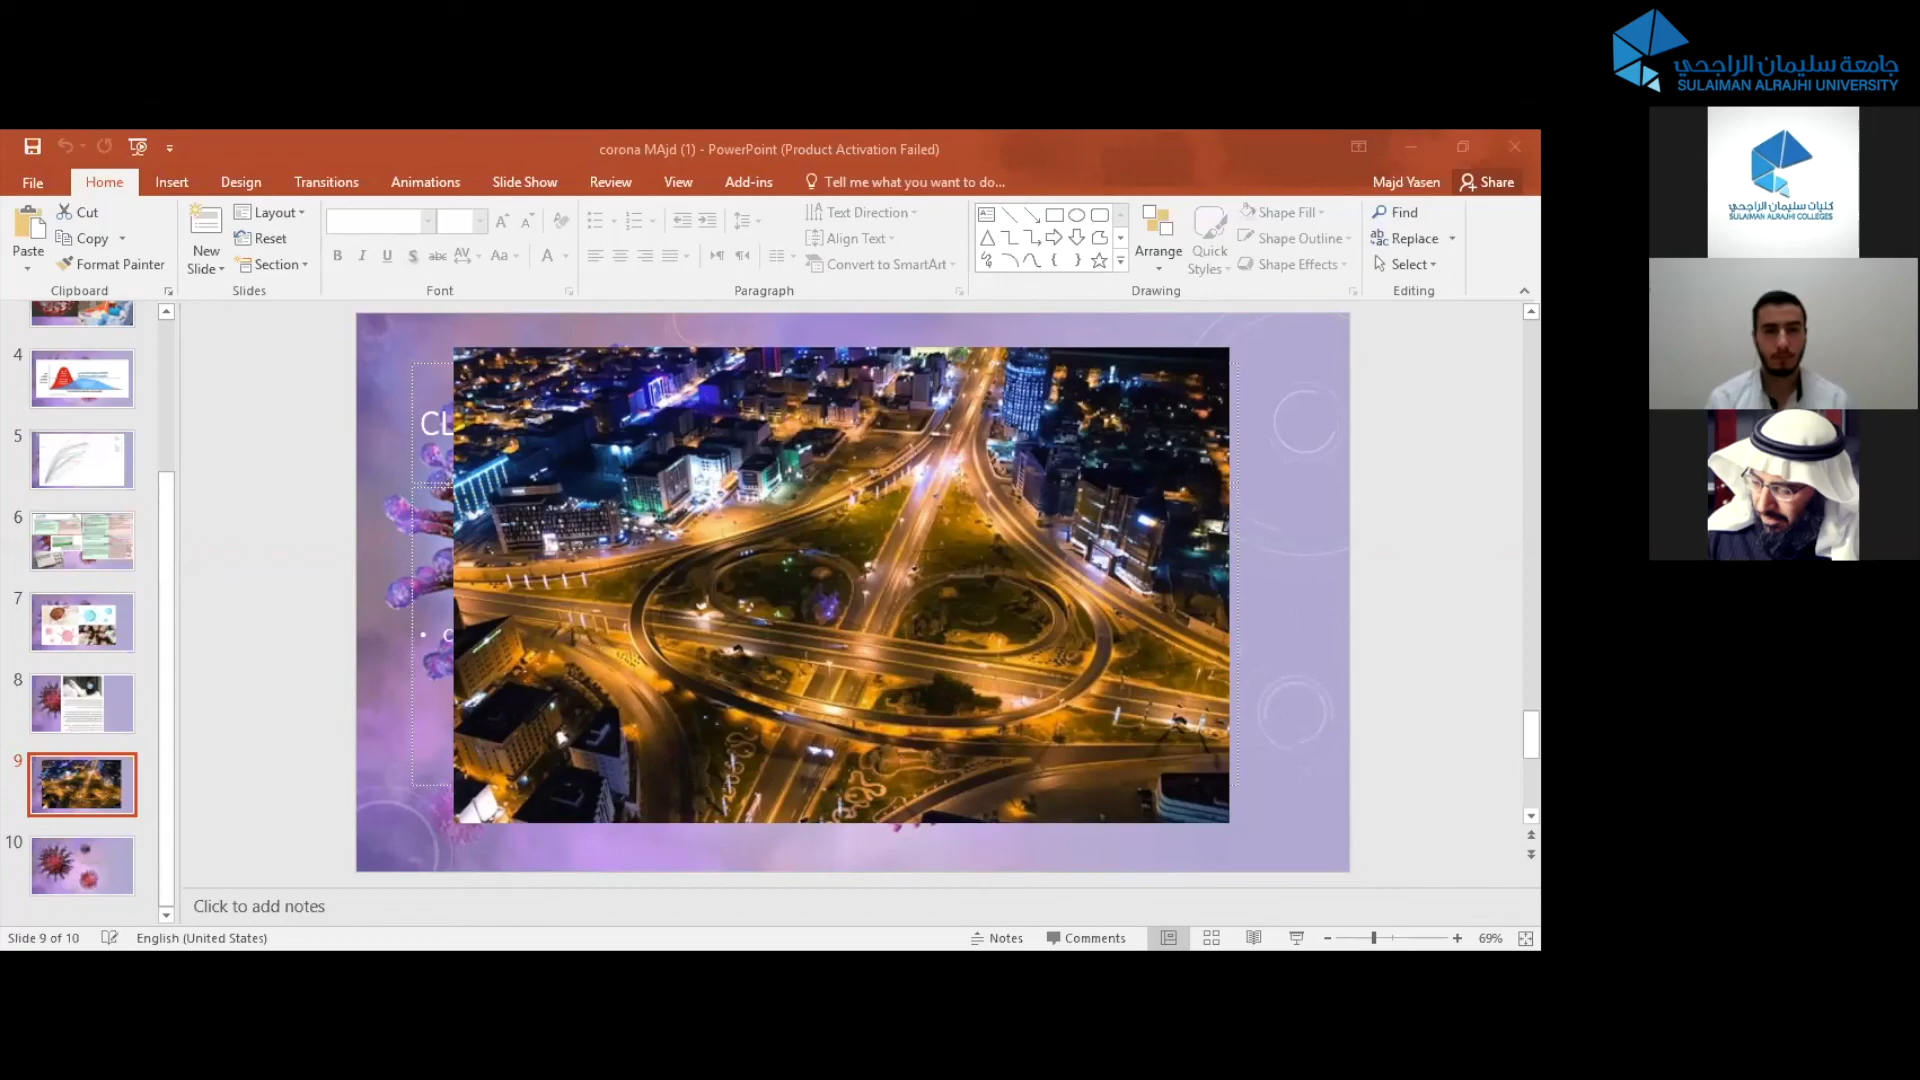 جامعة سليمان الراجحي
SULAIMAN ALRAJHI UNIVERSITY
corona MAjd (1) - PowerPoint (Product Activation Failed)
File Home Insert Design Transitions Animations Slide Show Review View Add-ins Tell me what you want to do... Majd Yasen Share
كليات سليمان الراجحي
SULAIMAN ALRAJHI COLLEGES
Paste
Cut
Copy
Format Painter
Clipboard
New Slide
Layout
Reset
Section
Slides
B I U S abc AV Aa A
Font
Text Direction
Align Text
Convert to SmartArt
Paragraph
Arrange
Quick Styles
Shape Fill
Shape Outline
Shape Effects
Drawing
Find
Replace
Select
Editing
4
5
6
7
8
9
10
CL
Click to add notes
Slide 9 of 10 English (United States) Notes Comments 69%